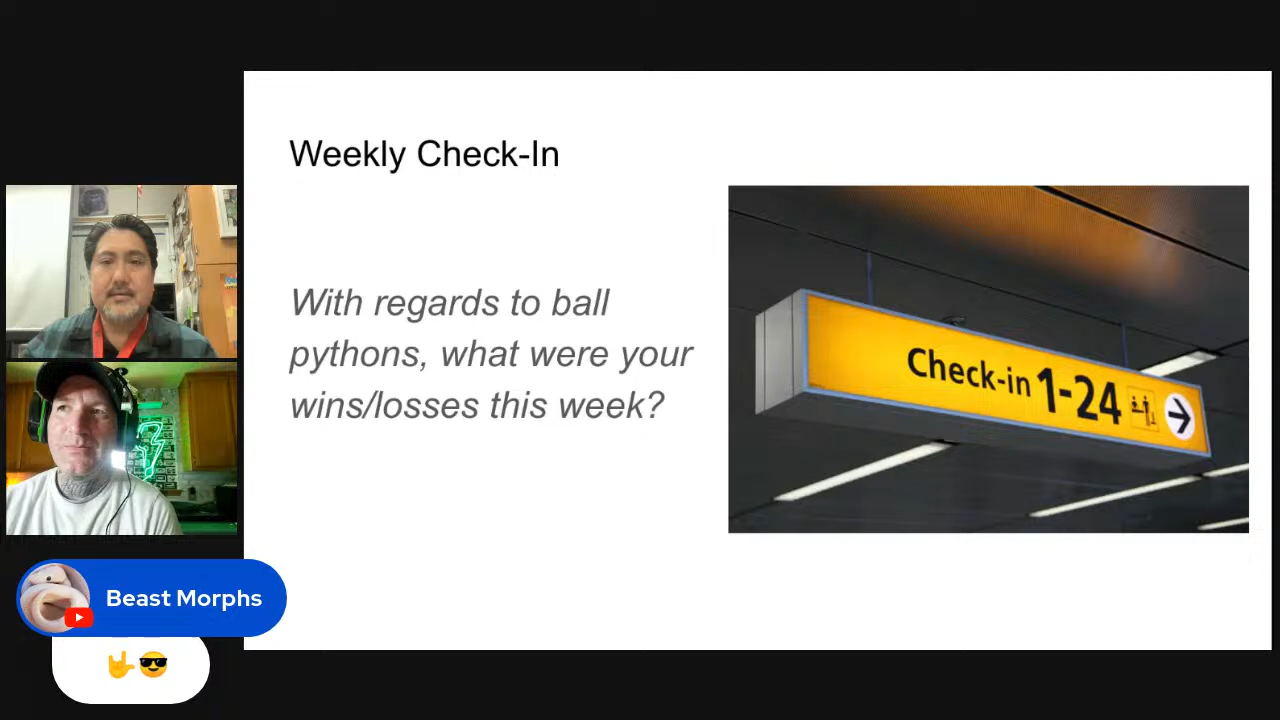 Weekly Check-In
With regards to ball
pythons, what were your
wins/losses this week?
Check-in 1-24
Beast Morphs
🤟😎